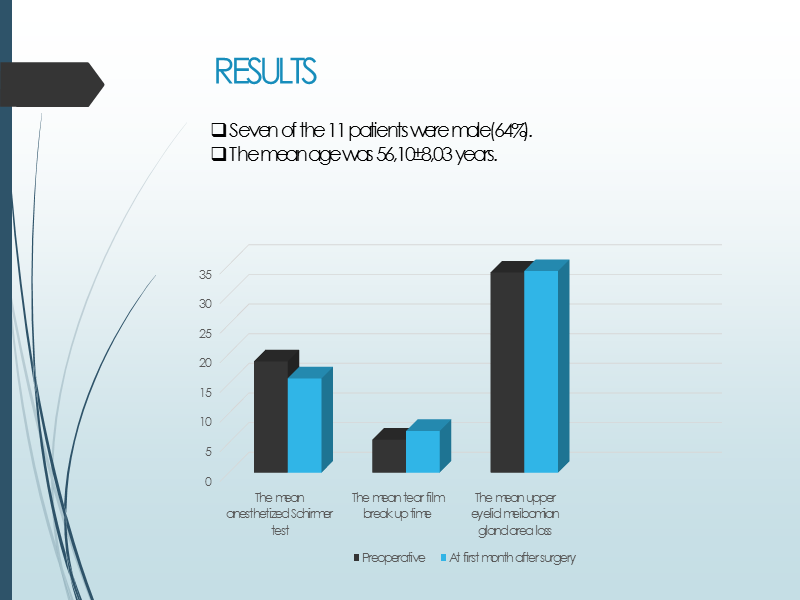 RESULTS
❑ Seven of the 11 patients were male(64%).
❑ The mean age was 56,10±8,03 years.
35
30
25
20
15
10
5
0
The mean anesthetized Schirmer test
The mean tear film break up time
The mean upper eyelid meibomian gland area loss
Preoperative
At first month after surgery